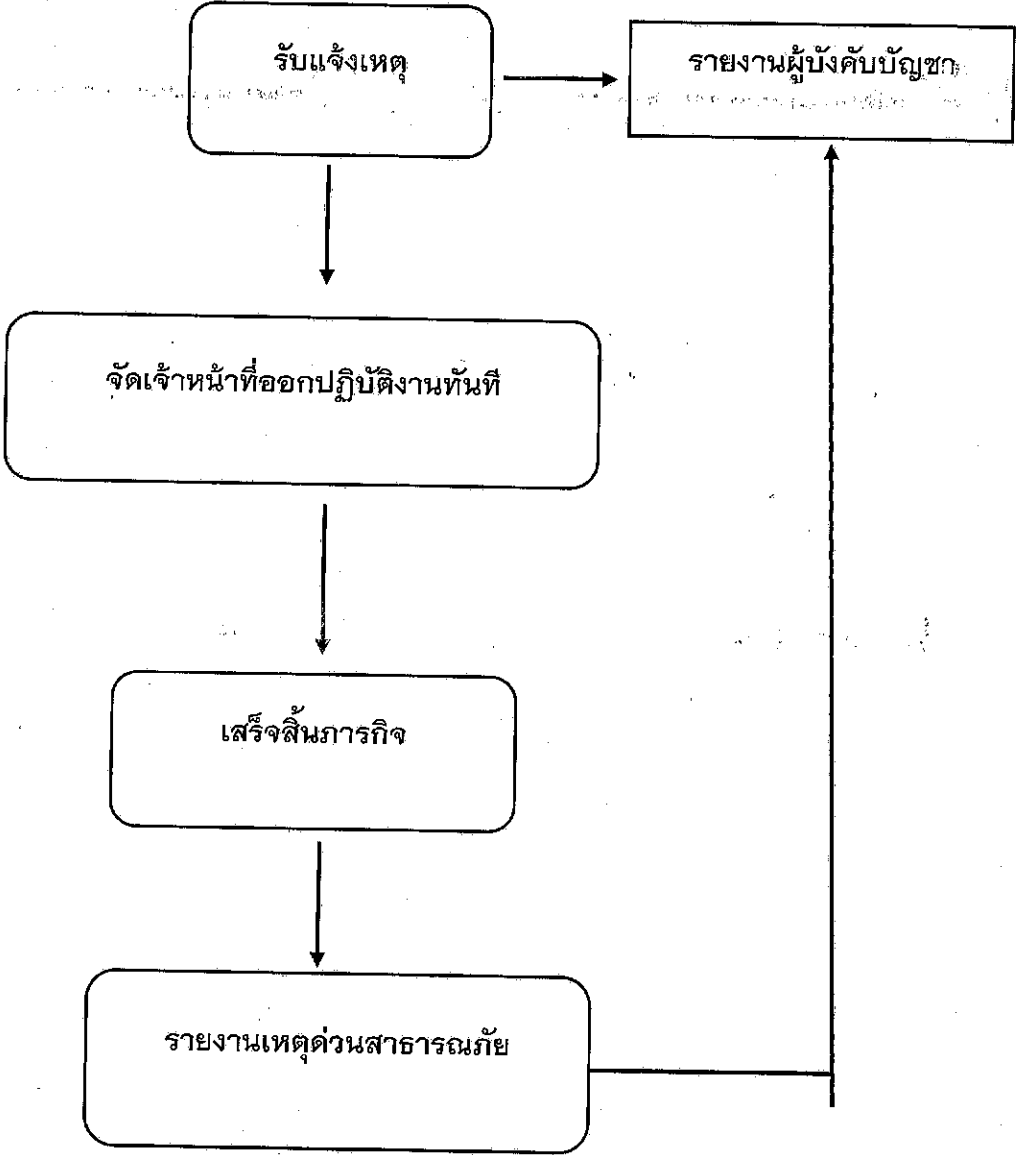 รับแจ้งเหตุ
รายงานผู้บังคับบัญชา
จัดเจ้าหน้าที่ออกปฏิบัติงานทันที
เสร็จสิ้นภารกิจ
รายงานเหตุด่วนสาธารณภัย